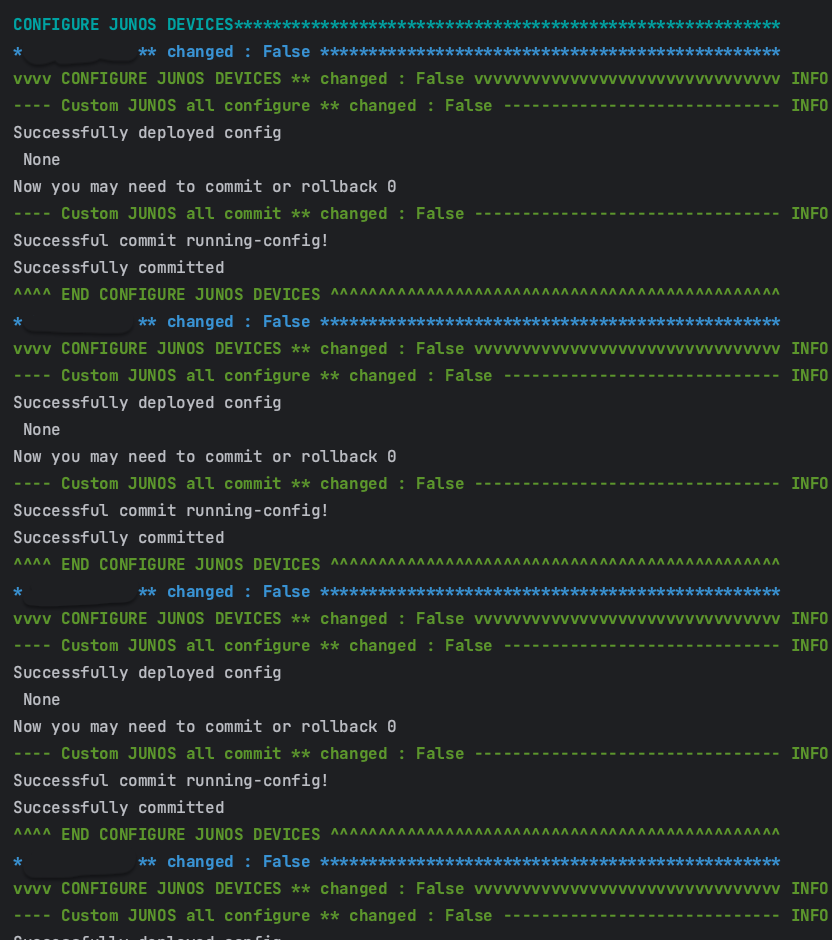 CONFIGURE JUNOS DEVICES*********************************************************
* ** changed : False ************************************************
vvvv CONFIGURE JUNOS DEVICES ** changed : False vvvvvvvvvvvvvvvvvvvvvvvvvvvvvvvv INFO
---- Custom JUNOS all configure ** changed : False ----------------------------- INFO
Successfully deployed config
None
Now you may need to commit or rollback 0
---- Custom JUNOS all commit ** changed : False -------------------------------- INFO
Successful commit running-config!
Successfully committed
^^^^ END CONFIGURE JUNOS DEVICES ^^^^^^^^^^^^^^^^^^^^^^^^^^^^^^^^^^^^^^^^^^^^^^^
* ** changed : False ************************************************
vvvv CONFIGURE JUNOS DEVICES ** changed : False vvvvvvvvvvvvvvvvvvvvvvvvvvvvvvvv INFO
---- Custom JUNOS all configure ** changed : False ----------------------------- INFO
Successfully deployed config
None
Now you may need to commit or rollback 0
---- Custom JUNOS all commit ** changed : False -------------------------------- INFO
Successful commit running-config!
Successfully committed
^^^^ END CONFIGURE JUNOS DEVICES ^^^^^^^^^^^^^^^^^^^^^^^^^^^^^^^^^^^^^^^^^^^^^^^
* ** changed : False ************************************************
vvvv CONFIGURE JUNOS DEVICES ** changed : False vvvvvvvvvvvvvvvvvvvvvvvvvvvvvvvv INFO
---- Custom JUNOS all configure ** changed : False ----------------------------- INFO
Successfully deployed config
None
Now you may need to commit or rollback 0
---- Custom JUNOS all commit ** changed : False -------------------------------- INFO
Successful commit running-config!
Successfully committed
^^^^ END CONFIGURE JUNOS DEVICES ^^^^^^^^^^^^^^^^^^^^^^^^^^^^^^^^^^^^^^^^^^^^^^^
* ** changed : False ************************************************
vvvv CONFIGURE JUNOS DEVICES ** changed : False vvvvvvvvvvvvvvvvvvvvvvvvvvvvvvvv INFO
---- Custom JUNOS all configure ** changed : False ----------------------------- INFO